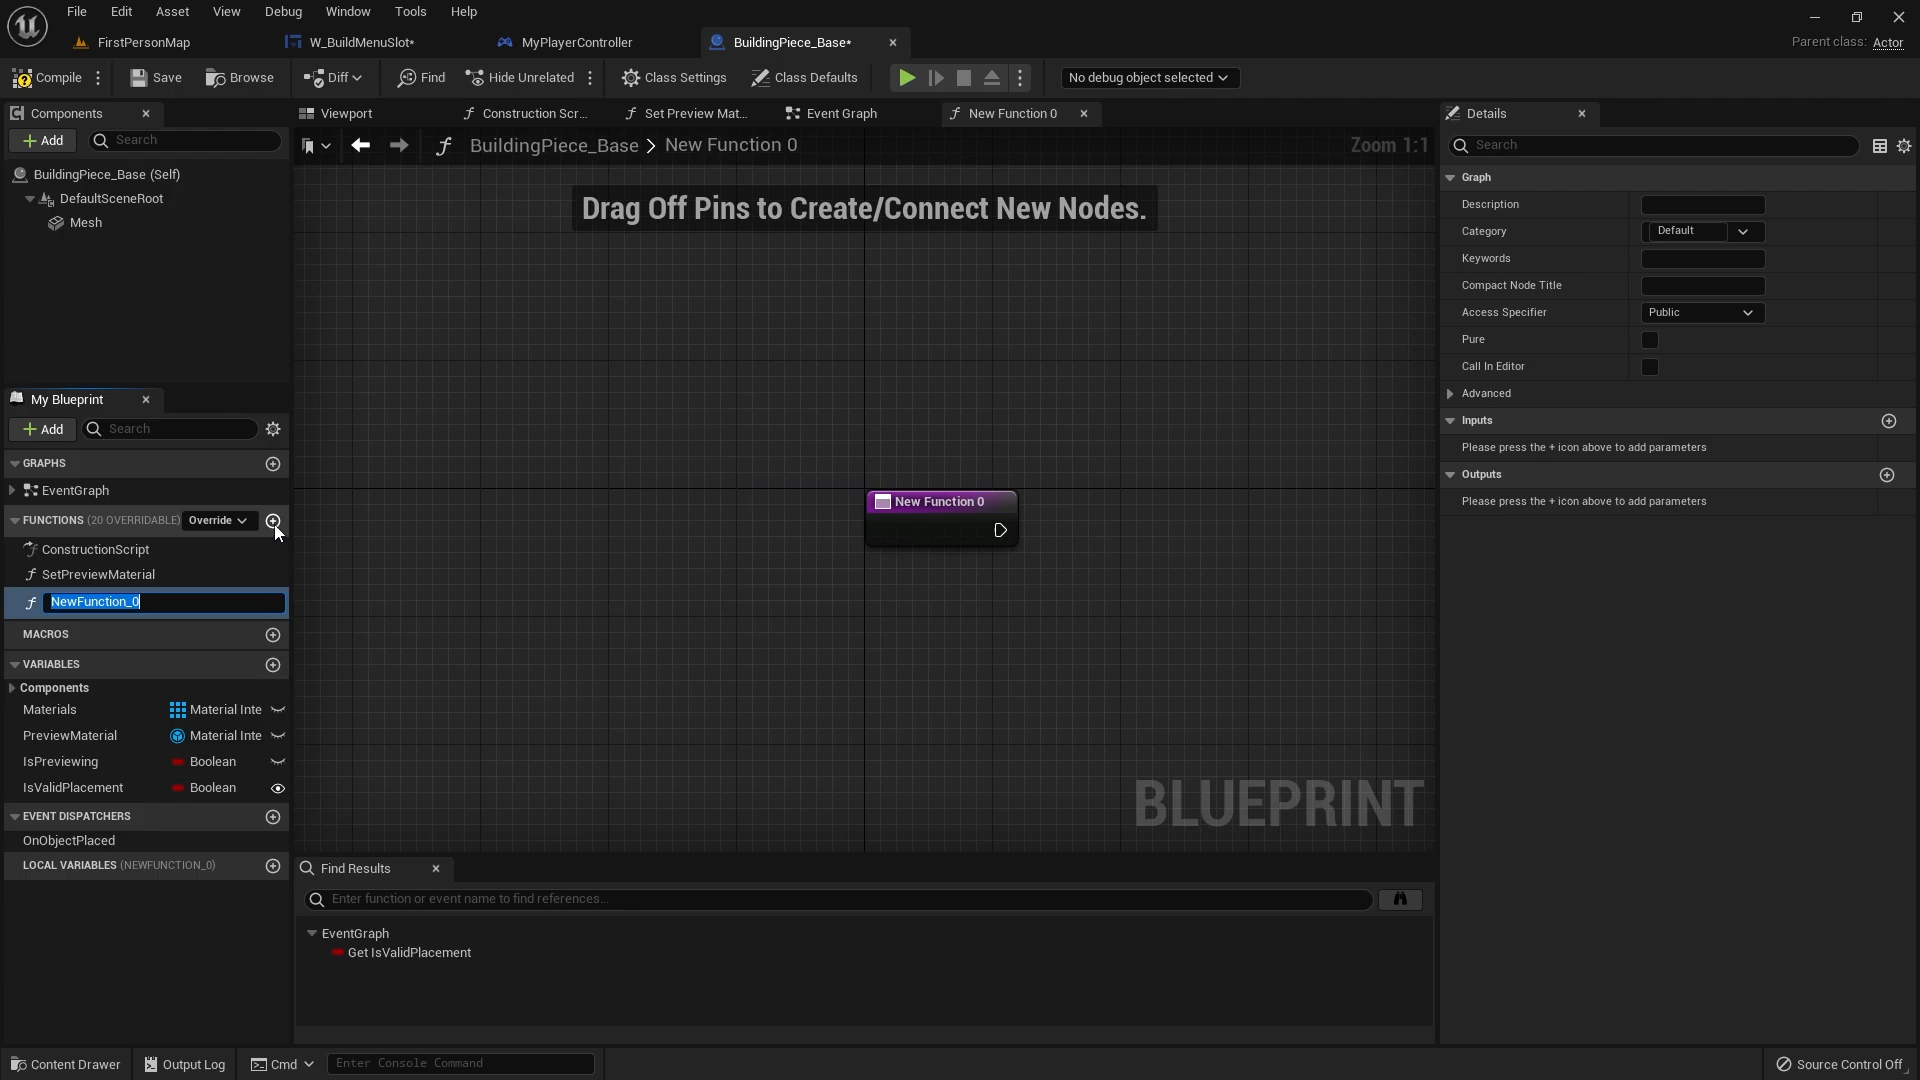 File Edit Asset View Debug Window Tools Help
FirstPersonMap W_BuildMenuSlot* MyPlayerController BuildingPiece_Base* Parent class: Actor
Compile Save Browse Diff Find Hide Unrelated Class Settings Class Defaults No debug object selected
Components
Add Search
BuildingPiece_Base (Self)
DefaultSceneRoot
Mesh
My Blueprint
Add Search
GRAPHS
EventGraph
FUNCTIONS (20 OVERRIDABLE) Override
ConstructionScript
SetPreviewMaterial
NewFunction_0
MACROS
VARIABLES
Components
Materials Material Inte
PreviewMaterial Material Inte
IsPreviewing Boolean
IsValidPlacement Boolean
EVENT DISPATCHERS
OnObjectPlaced
LOCAL VARIABLES (NEWFUNCTION_0)
Viewport Construction Scr... Set Preview Mat... Event Graph New Function 0
BuildingPiece_Base > New Function 0 Zoom 1:1
Drag Off Pins to Create/Connect New Nodes.
New Function 0
BLUEPRINT
Find Results
Enter function or event name to find references...
EventGraph
Get IsValidPlacement
Details
Search
Graph
Description
Category Default
Keywords
Compact Node Title
Access Specifier Public
Pure
Call In Editor
Advanced
Inputs
Please press the + icon above to add parameters
Outputs
Please press the + icon above to add parameters
Content Drawer Output Log Cmd Enter Console Command Source Control Off